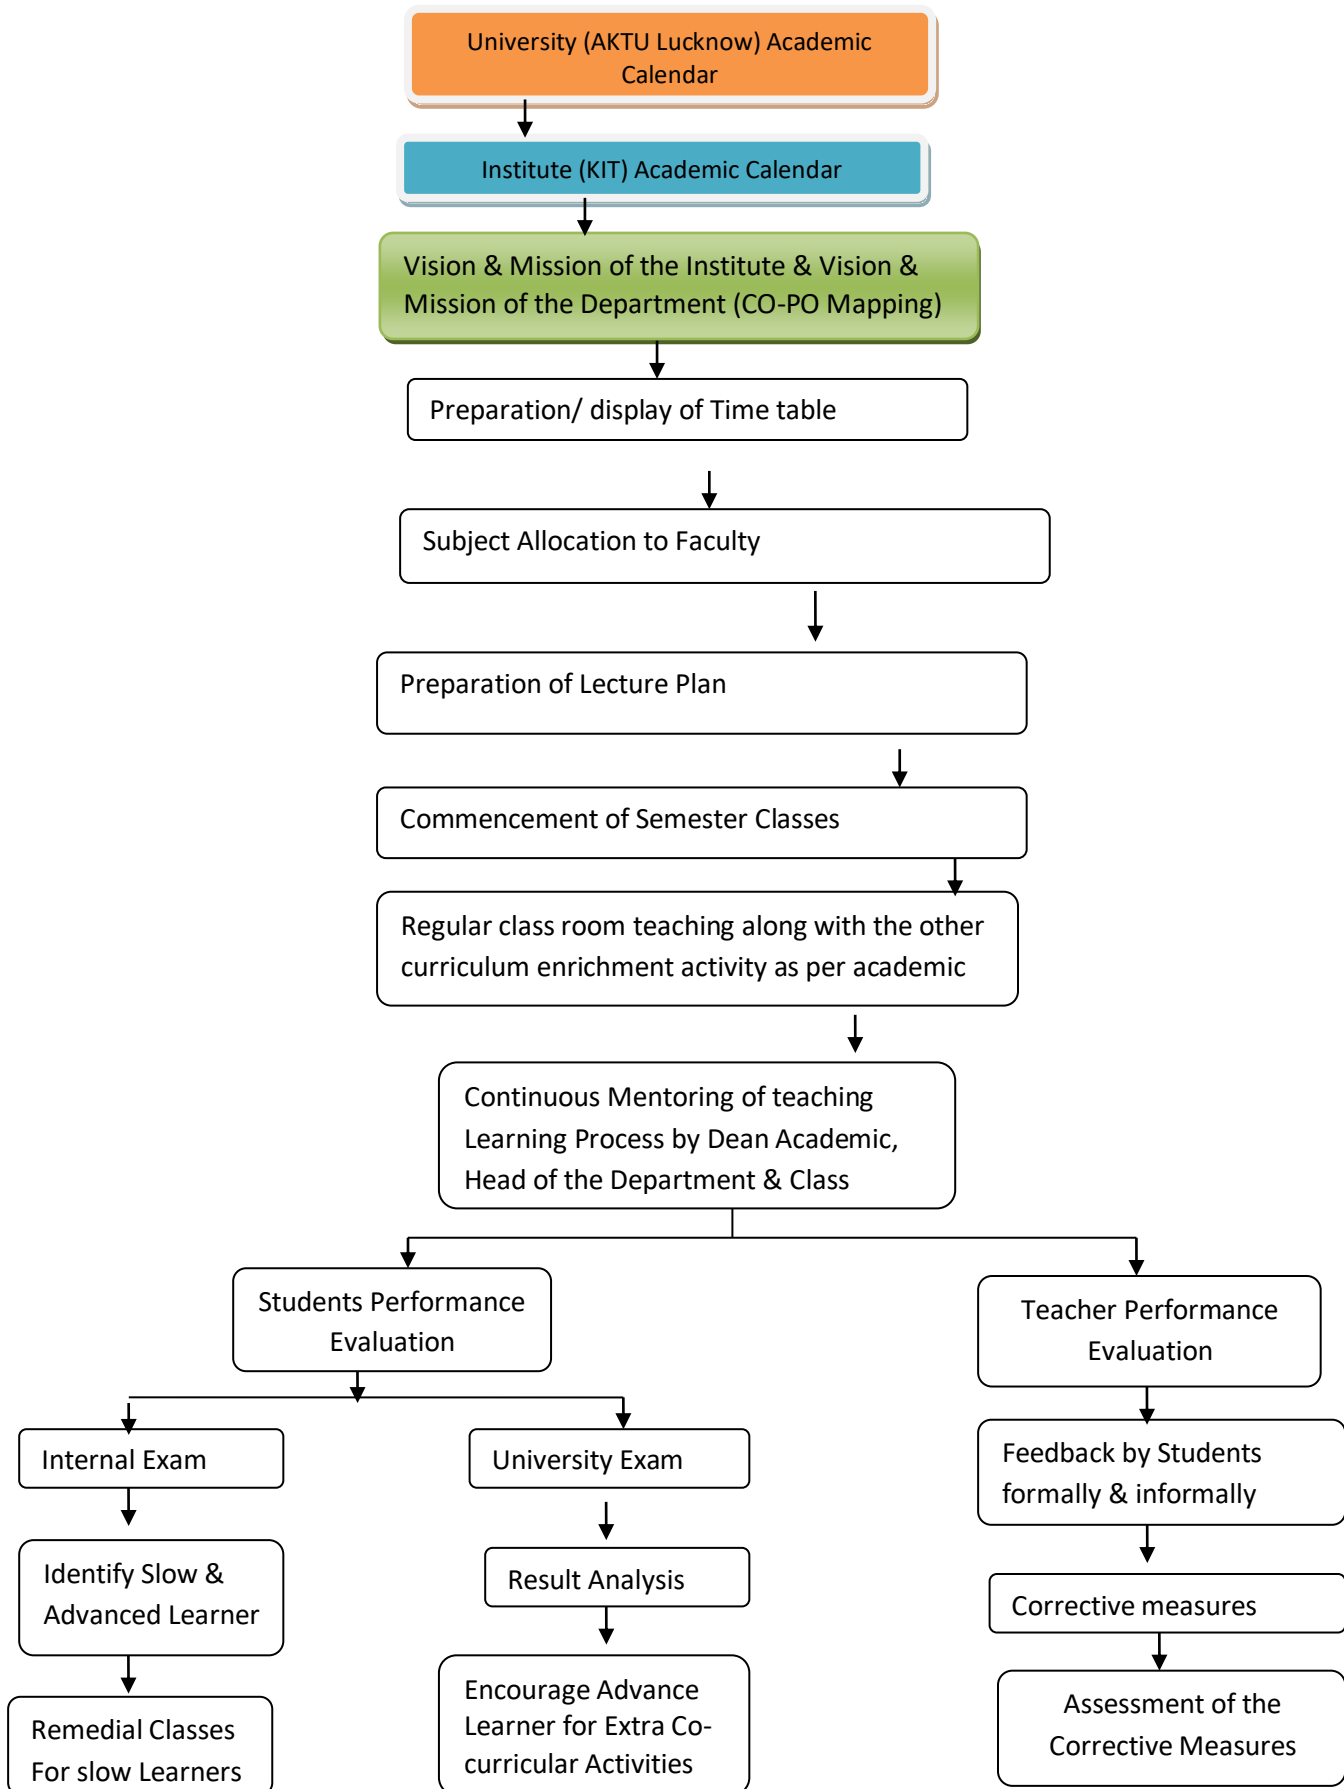 University (AKTU Lucknow) Academic
Calendar
Institute (KIT) Academic Calendar
Vision & Mission of the Institute & Vision &
Mission of the Department (CO-PO Mapping)
Preparation/ display of Time table
Subject Allocation to Faculty
Preparation of Lecture Plan
Commencement of Semester Classes
Regular class room teaching along with the other
curriculum enrichment activity as per academic
Continuous Mentoring of teaching
Learning Process by Dean Academic,
Head of the Department & Class
Students Performance
Evaluation
Teacher Performance
Evaluation
Internal Exam
University Exam
Feedback by Students
formally & informally
Identify Slow &
Advanced Learner
Result Analysis
Corrective measures
Remedial Classes
For slow Learners
Encourage Advance
Learner for Extra Co-
curricular Activities
Assessment of the
Corrective Measures